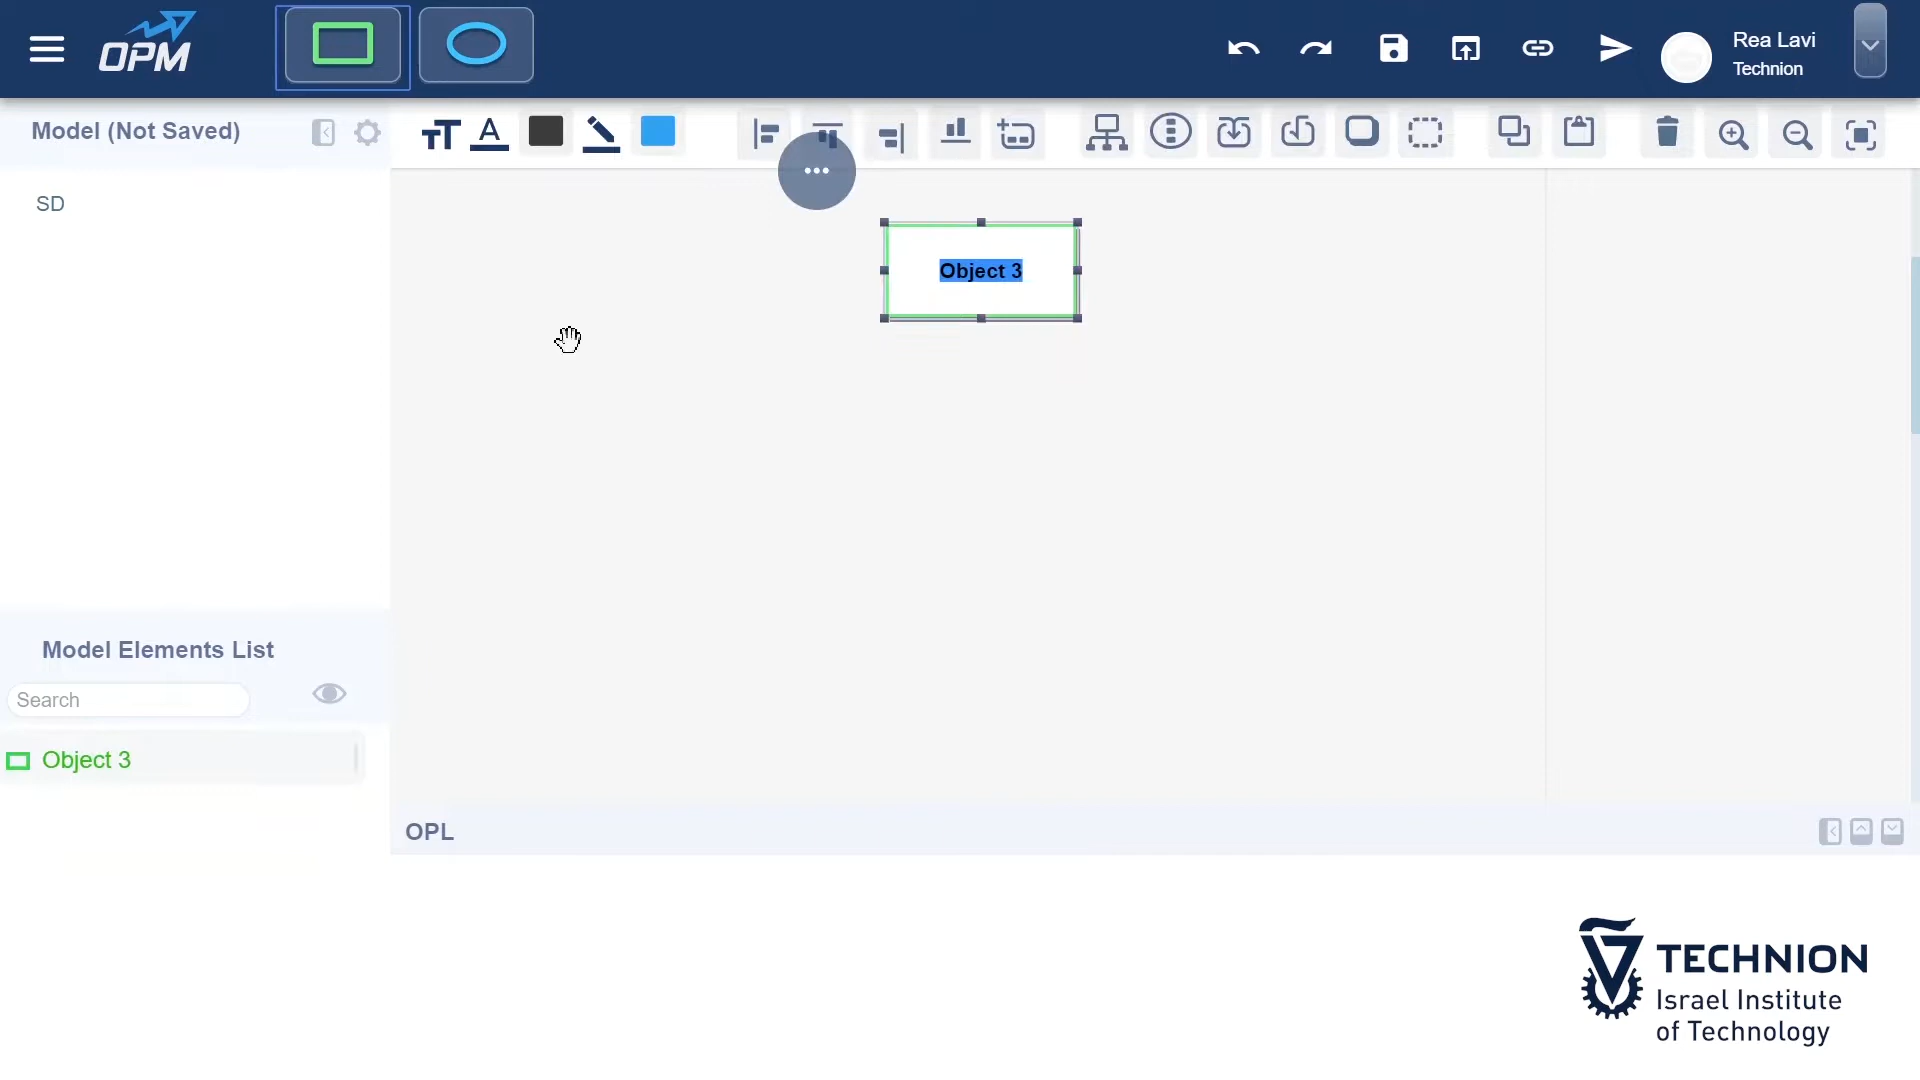 OPM
Rea Lavi
Technion
Model (Not Saved)
TT
A
SD
Object 3
Model Elements List
Search
Object 3
OPL
TECHNION
Israel Institute
of Technology